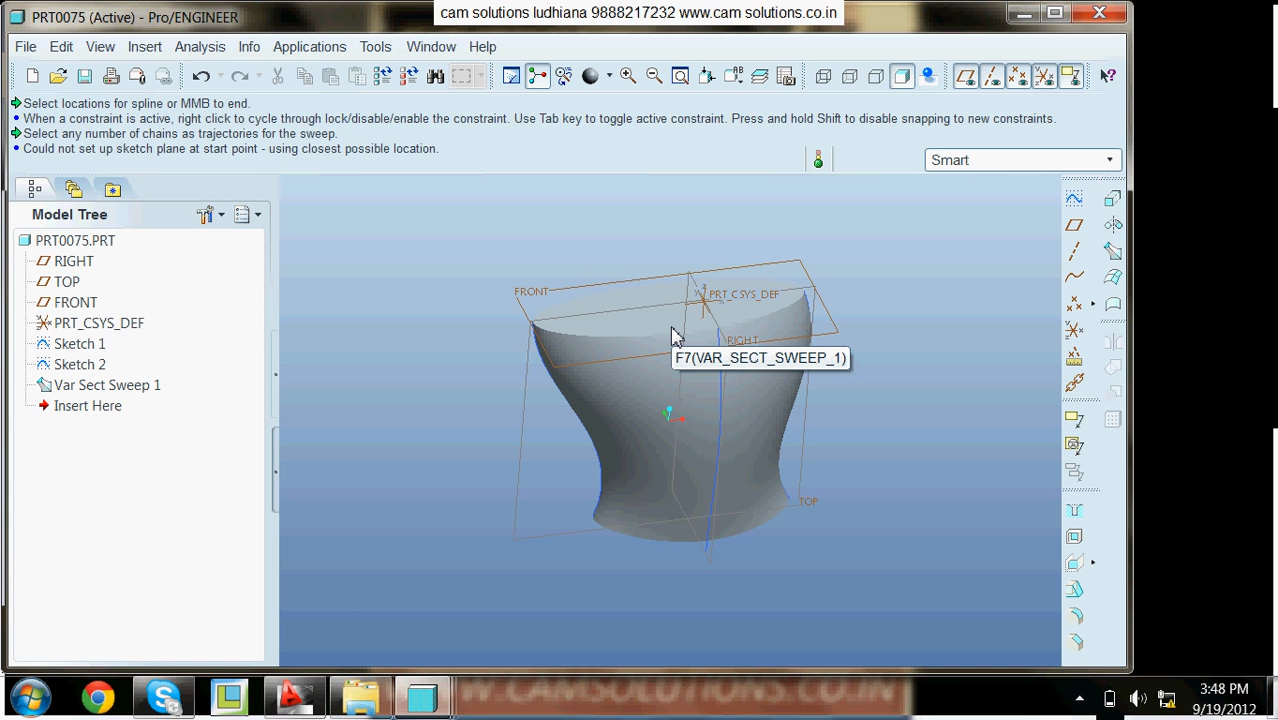 cam solutions ludhiana 9888217232 www.cam solutions.co.in
PRT0075 (Active) - Pro/ENGINEER
File Edit View Insert Analysis Info Applications Tools Window Help
Select locations for spline or MMB to end.
When a constraint is active, right click to cycle through lock/disable/enable the constraint. Use Tab key to toggle active constraint. Press and hold Shift to disable snapping to new constraints.
Select any number of chains as trajectories for the sweep.
Could not set up sketch plane at start point - using closest possible location.
Smart
Model Tree
PRT0075.PRT
RIGHT
TOP
FRONT
PRT_CSYS_DEF
Sketch 1
Sketch 2
Var Sect Sweep 1
Insert Here
FRONT
PRT_CSYS_DEF
RIGHT
F7(VAR_SECT_SWEEP_1)
TOP
3:48 PM
9/19/2012